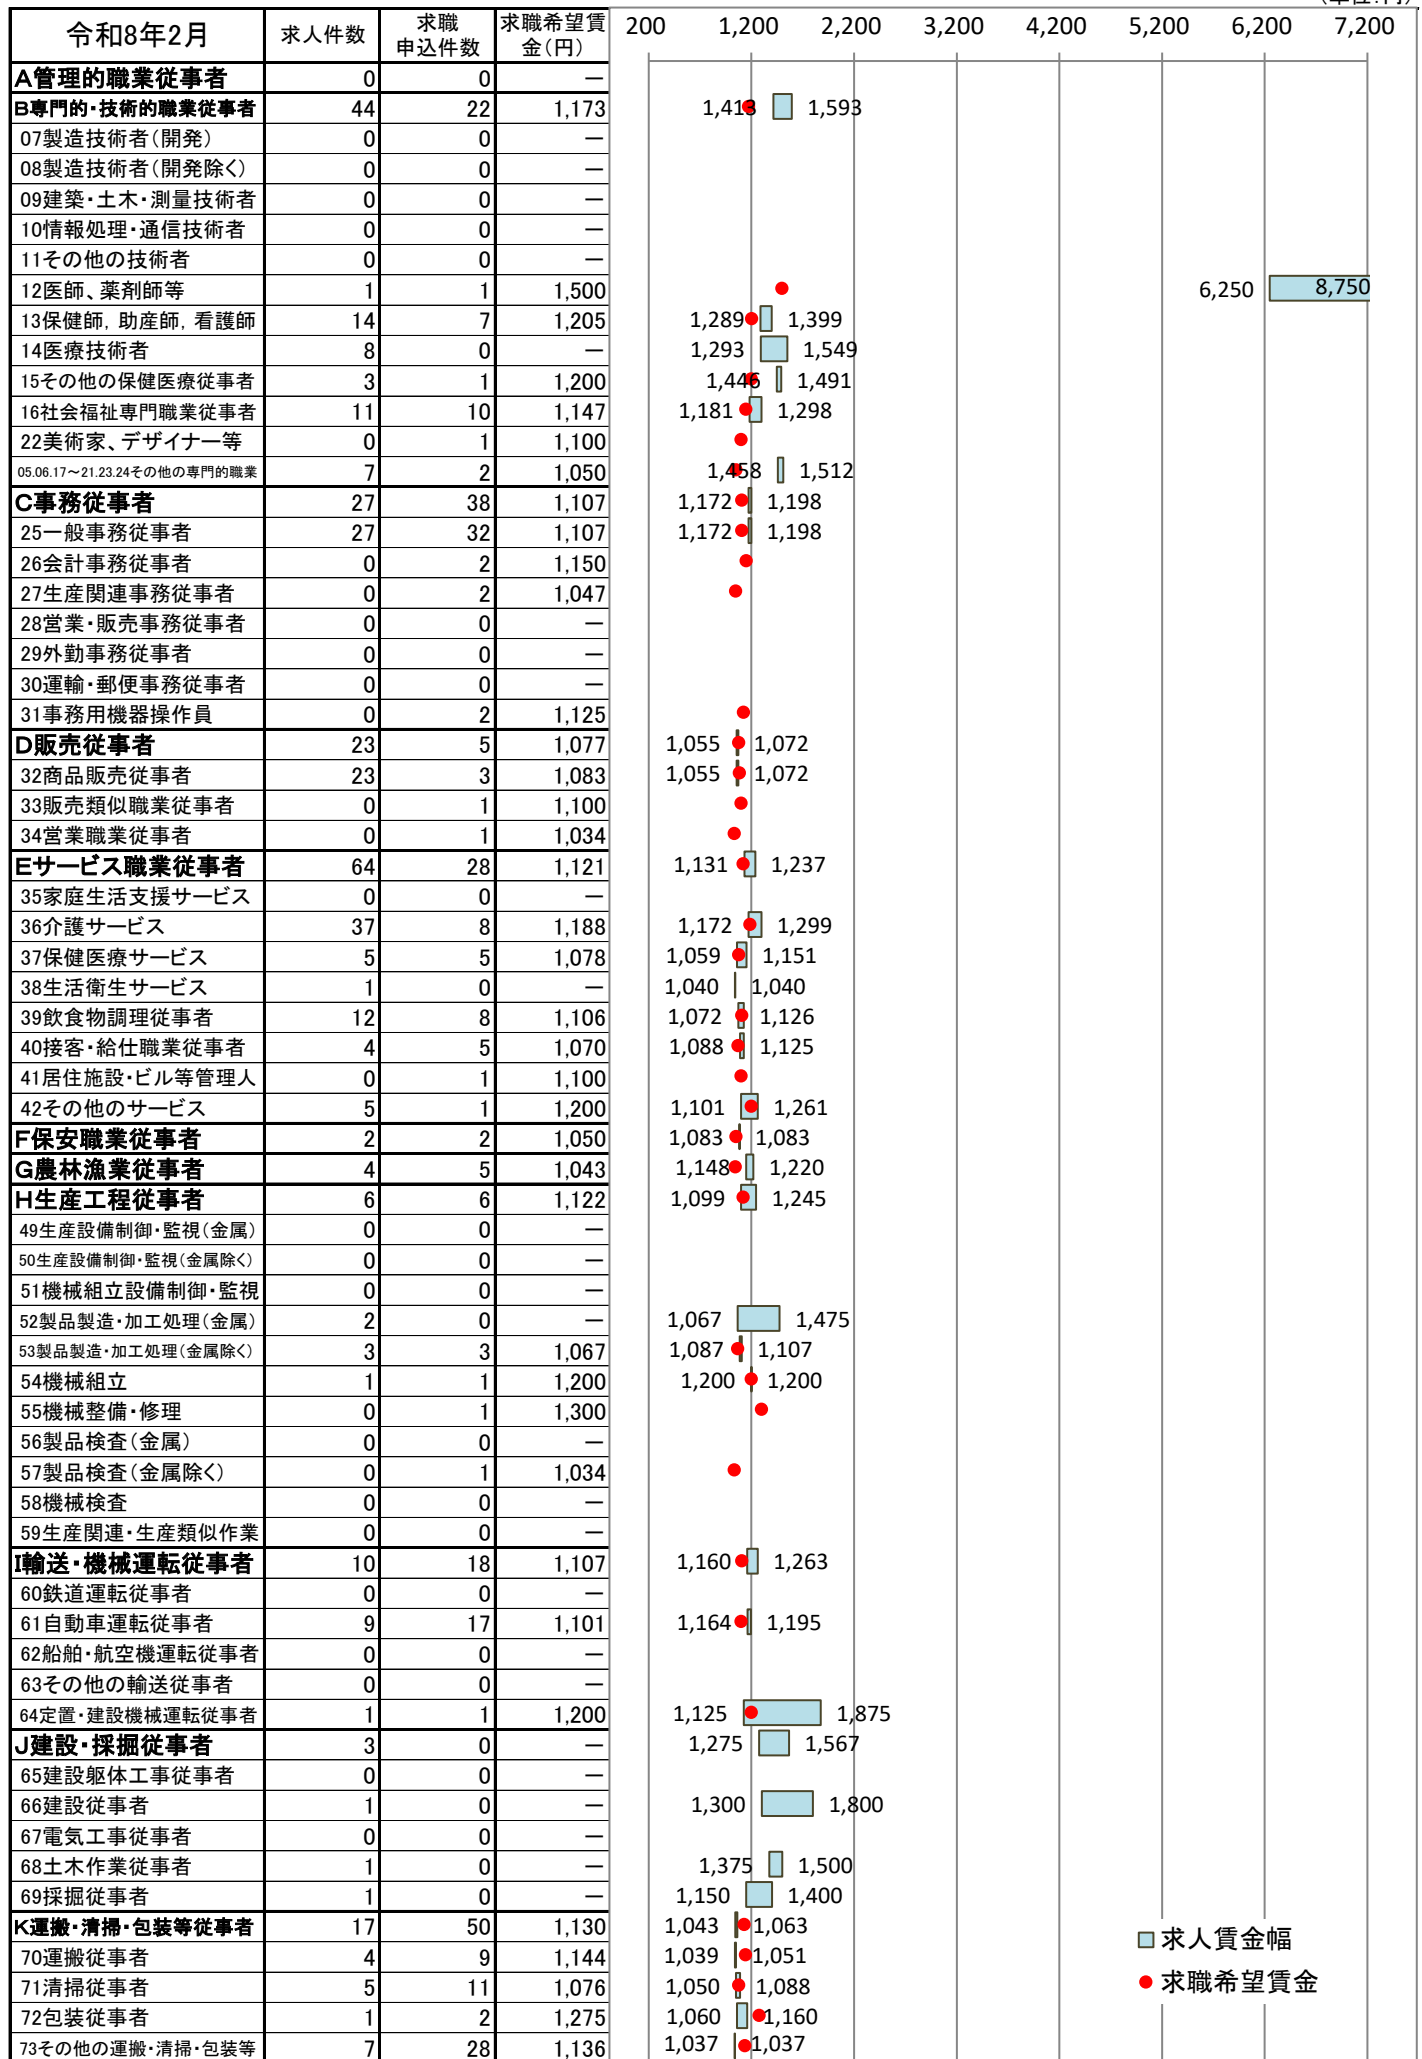 (単位:円)
令和8年2月 求人件数 求職申込件数 求職希望賃金(円) 200 1,200 2,200 3,200 4,200 5,200 6,200 7,200
A管理的職業従事者 0 0 ―
B専門的・技術的職業従事者 44 22 1,173 1,413 1,593
07製造技術者(開発) 0 0 ―
08製造技術者(開発除く) 0 0 ―
09建築・土木・測量技術者 0 0 ―
10情報処理・通信技術者 0 0 ―
11その他の技術者 0 0 ―
12医師、薬剤師等 1 1 1,500 6,250 8,750
13保健師,助産師,看護師 14 7 1,205 1,289 1,399
14医療技術者 8 0 ― 1,293 1,549
15その他の保健医療従事者 3 1 1,200 1,446 1,491
16社会福祉専門職業従事者 11 10 1,147 1,181 1,298
22美術家、デザイナー等 0 1 1,100
05.06.17～21.23.24その他の専門的職業 7 2 1,050 1,458 1,512
C事務従事者 27 38 1,107 1,172 1,198
25一般事務従事者 27 32 1,107 1,172 1,198
26会計事務従事者 0 2 1,150
27生産関連事務従事者 0 2 1,047
28営業・販売事務従事者 0 0 ―
29外勤事務従事者 0 0 ―
30運輸・郵便事務従事者 0 0 ―
31事務用機器操作員 0 2 1,125
D販売従事者 23 5 1,077 1,055 1,072
32商品販売従事者 23 3 1,083 1,055 1,072
33販売類似職業従事者 0 1 1,100
34営業職業従事者 0 1 1,034
Eサービス職業従事者 64 28 1,121 1,131 1,237
35家庭生活支援サービス 0 0 ―
36介護サービス 37 8 1,188 1,172 1,299
37保健医療サービス 5 5 1,078 1,059 1,151
38生活衛生サービス 1 0 ― 1,040 1,040
39飲食物調理従事者 12 8 1,106 1,072 1,126
40接客・給仕職業従事者 4 5 1,070 1,088 1,125
41居住施設・ビル等管理人 0 1 1,100
42その他のサービス 5 1 1,200 1,101 1,261
F保安職業従事者 2 2 1,050 1,083 1,083
G農林漁業従事者 4 5 1,043 1,148 1,220
H生産工程従事者 6 6 1,122 1,099 1,245
49生産設備制御・監視(金属) 0 0 ―
50生産設備制御・監視(金属除く) 0 0 ―
51機械組立設備制御・監視 0 0 ―
52製品製造・加工処理(金属) 2 0 ― 1,067 1,475
53製品製造・加工処理(金属除く) 3 3 1,067 1,087 1,107
54機械組立 1 1 1,200 1,200 1,200
55機械整備・修理 0 1 1,300
56製品検査(金属) 0 0 ―
57製品検査(金属除く) 0 1 1,034
58機械検査 0 0 ―
59生産関連・生産類似作業 0 0 ―
I輸送・機械運転従事者 10 18 1,107 1,160 1,263
60鉄道運転従事者 0 0 ―
61自動車運転従事者 9 17 1,101 1,164 1,195
62船舶・航空機運転従事者 0 0 ―
63その他の輸送従事者 0 0 ―
64定置・建設機械運転従事者 1 1 1,200 1,125 1,875
J建設・採掘従事者 3 0 ― 1,275 1,567
65建設躯体工事従事者 0 0 ―
66建設従事者 1 0 ― 1,300 1,800
67電気工事従事者 0 0 ―
68土木作業従事者 1 0 ― 1,375 1,500
69採掘従事者 1 0 ― 1,150 1,400
K運搬・清掃・包装等従事者 17 50 1,130 1,043 1,063
70運搬従事者 4 9 1,144 1,039 1,051
71清掃従事者 5 11 1,076 1,050 1,088
72包装従事者 1 2 1,275 1,060 1,160
73その他の運搬・清掃・包装等 7 28 1,136 1,037 1,037
求人賃金幅
求職希望賃金